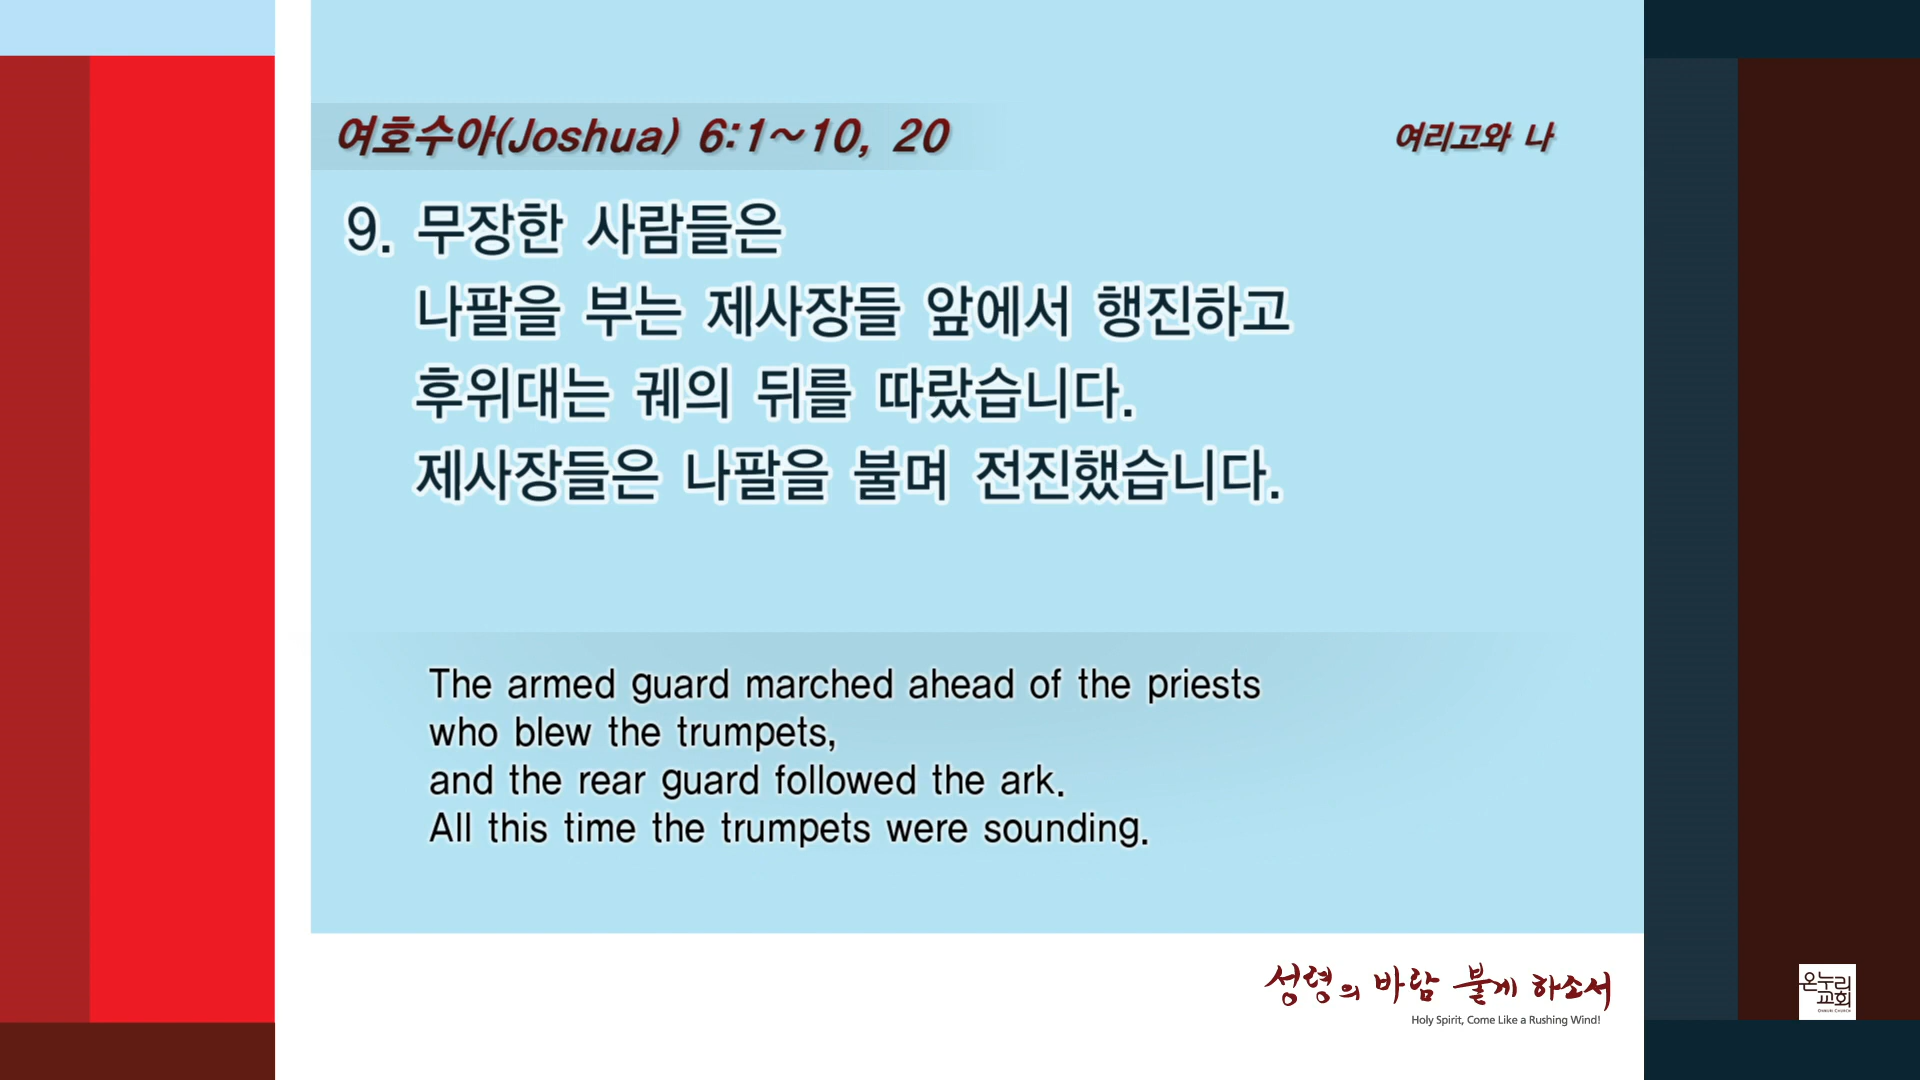 여호수아(Joshua) 6:1~10, 20
여리고와 나
9. 무장한 사람들은
나팔을 부는 제사장들 앞에서 행진하고
후위대는 궤의 뒤를 따랐습니다.
제사장들은 나팔을 불며 전진했습니다.
The armed guard marched ahead of the priests
who blew the trumpets,
and the rear guard followed the ark.
All this time the trumpets were sounding.
성령의 바람 불게 하소서
Holy Spirit, Come Like a Rushing Wind!
온누리
교회
ONNURI CHURCH